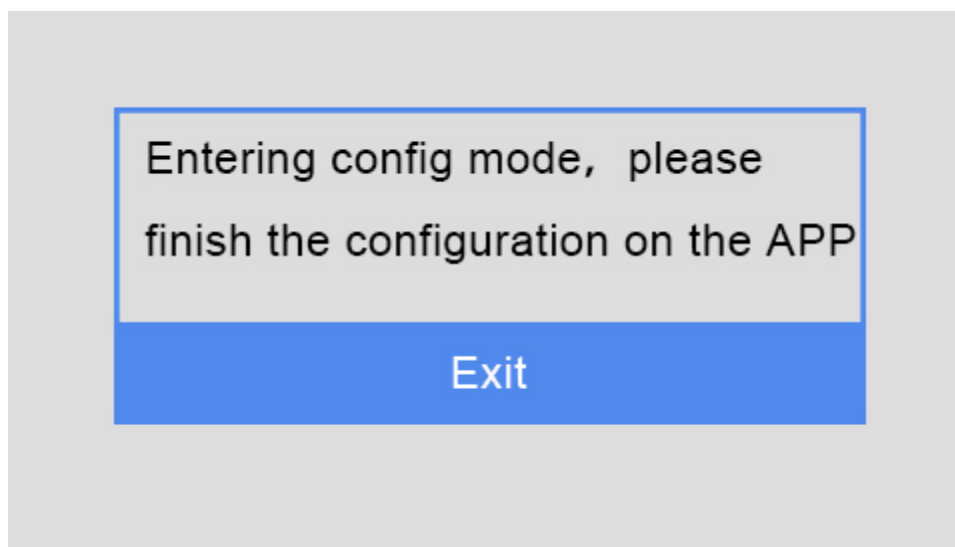 Entering config mode,  please
finish the configuration on the APP
Exit